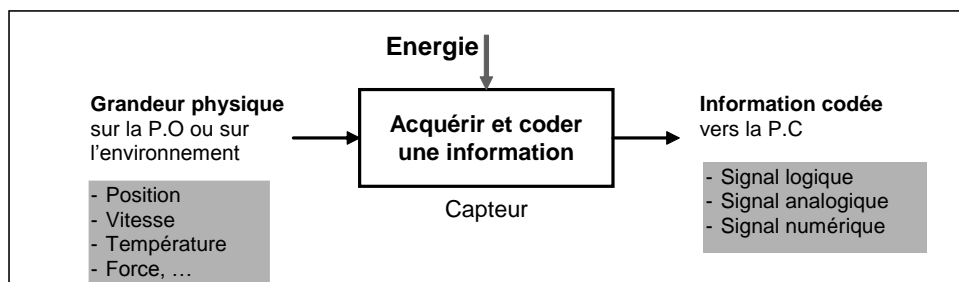 Energie
Grandeur physique
sur la P.O ou sur
l'environnement
- Position
- Vitesse
- Température
- Force, …
Acquérir et coder
une information
Capteur
Information codée
vers la P.C
- Signal logique
- Signal analogique
- Signal numérique